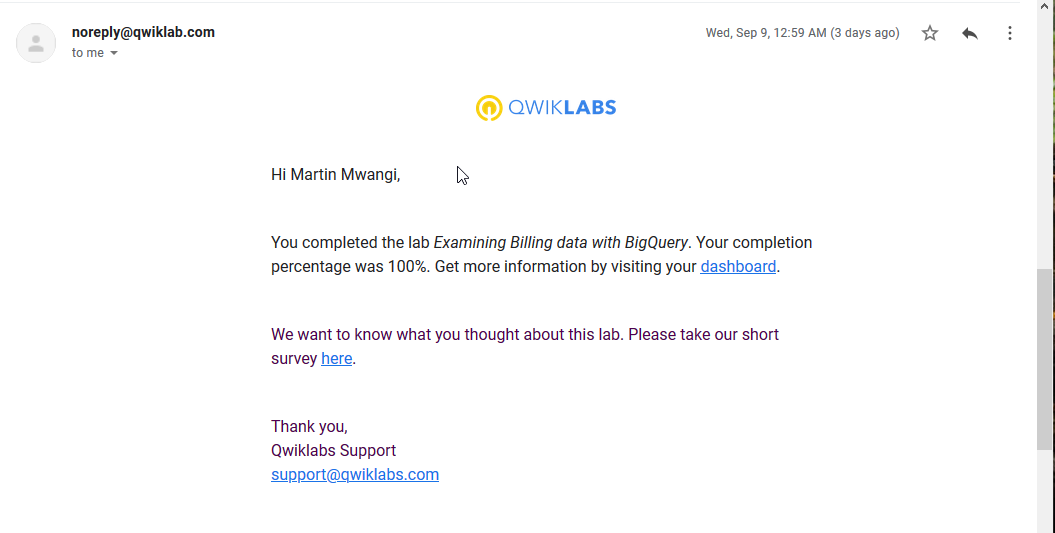 noreply@qwiklab.com
Wed, Sep 9, 12:59 AM (3 days ago)
to me
QWIKLABS
Hi Martin Mwangi,
You completed the lab Examining Billing data with BigQuery. Your completion
percentage was 100%. Get more information by visiting your dashboard.
We want to know what you thought about this lab. Please take our short
survey here.
Thank you,
Qwiklabs Support
support@qwiklabs.com